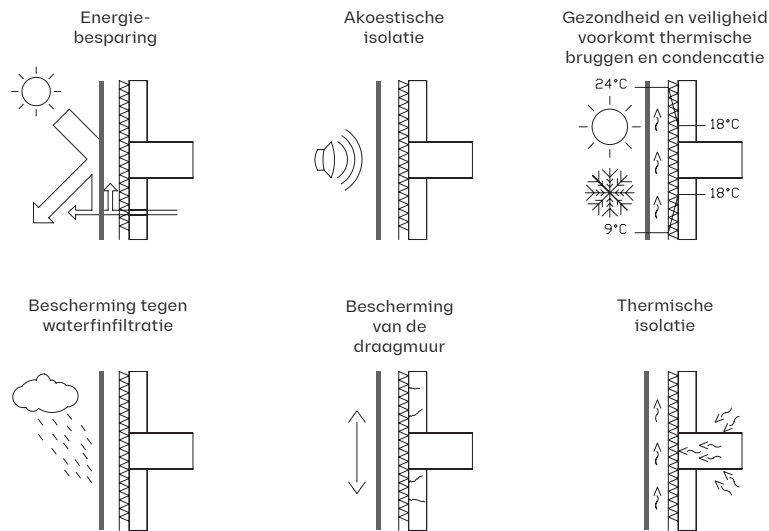 Energie-
besparing
Akoestische
isolatie
Gezondheid en veiligheid
voorkomt thermische
bruggen en condencatie
24°C
18°C
18°C
9°C
Bescherming tegen
waterfinfiltratie
Bescherming
van de
draagmuur
Thermische
isolatie